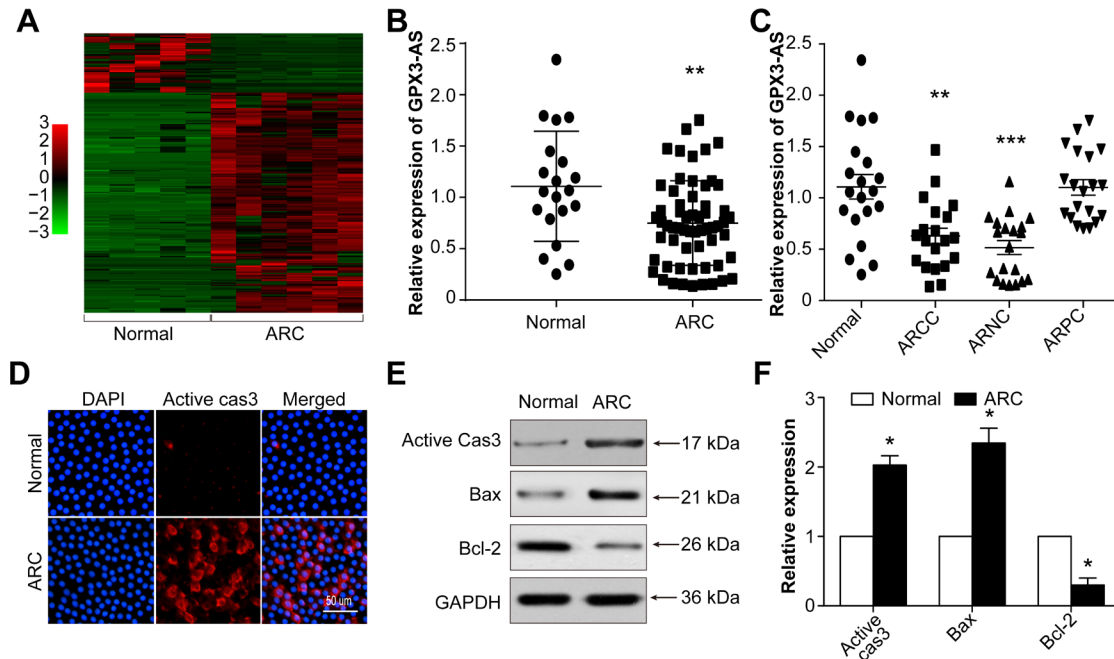 A
3
2
1
0
−1
−2
−3
Normal
ARC
B
Relative expression of GPX3-AS
2.5
2.0
1.5
1.0
0.5
0
**
Normal
ARC
C
Relative expression of GPX3-AS
2.5
2.0
1.5
1.0
0.5
0
**
***
Normal
ARCC
ARNC
ARPC
D
DAPI
Active cas3
Merged
Normal
ARC
50 um
E
Normal
ARC
Active Cas3
17 kDa
Bax
21 kDa
Bcl-2
26 kDa
GAPDH
36 kDa
F
Relative expression
3
2
1
0
Normal
ARC
*
*
*
Active
cas3
Bax
Bcl-2